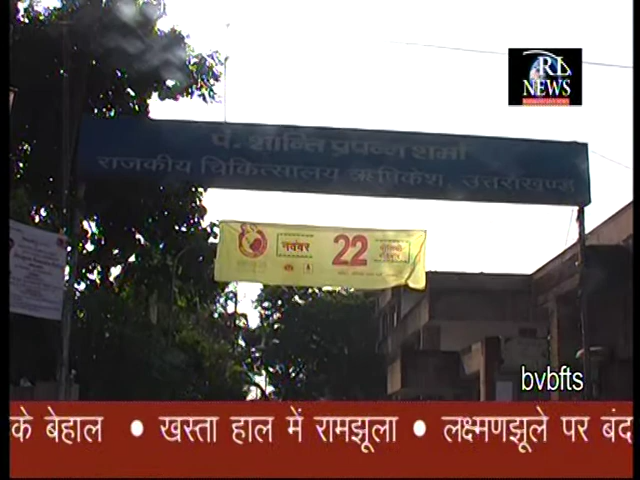 RL
NEWS
पं. शान्ति प्रपन्न शर्मा
राजकीय चिकित्सालय ऋषिकेश, उत्तराखण्ड
नवंबर 22 पोलियो रविवार
bvbfts
के बेहाल • खस्ता हाल में रामझूला • लक्ष्मणझूले पर बंद